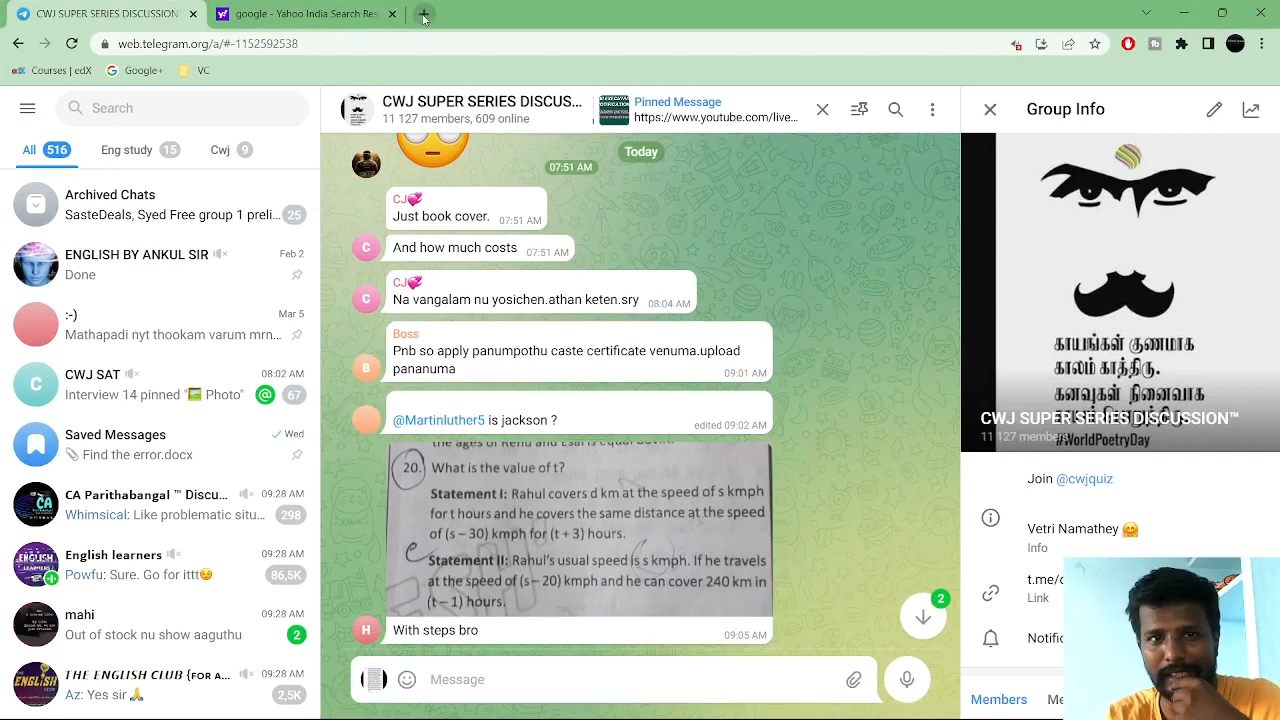 CWJ SUPER SERIES DISCUS
google - Yahoo India Search Res
web.telegram.org/a/#-1152592538
edX Courses | edX
Google+
VC
Search
All 516
Eng study 15
Cwj 9
Archived Chats
SasteDeals, Syed Free group 1 preli... 25
ENGLISH BY ANKUL SIR Feb 2
Done
:-) Mar 5
Mathapadi nyt thookam varum mrn...
C
CWJ SAT 08:02 AM
Interview 14 pinned "🖼 Photo" @ 67
Saved Messages Wed
Find the error.docx
CA Parithabangal ™ Discu... 09:28 AM
Whimsical: Like problematic situ... 298
English learners 09:28 AM
Powfu: Sure. Go for ittt😏 86,5K
mahi 09:28 AM
Out of stock nu show aaguthu 2
THE ENGLISH CLUB {FOR A... 09:28 AM
Az: Yes sir 🙏 2,5K
CWJ SUPER SERIES DISCUS...
11 127 members, 609 online
Pinned Message
https://www.youtube.com/live...
Today
07:51 AM
CJ💞
Just book cover. 07:51 AM
C
And how much costs 07:51 AM
CJ💞
C
Na vangalam nu yosichen.athan keten.sry 08:04 AM
Boss
Pnb so apply panumpothu caste certificate venuma.upload
B
pananuma 09:01 AM
@Martinluther5 is jackson ? edited 09:02 AM
the ages of Renu and
20. What is the value of t?
Statement I: Rahul covers d km at the speed of s kmph
for t hours and he covers the same distance at the speed
of (s – 30) kmph for (t + 3) hours.
e
Statement II: Rahul's usual speed is s kmph. If he travels
at the speed of (s – 20) kmph and he can cover 240 km in
(t – 1) hours.
H
With steps bro 09:05 AM
2
Message
Group Info
காயங்கள் குணமாக
காலம் காத்திரு.
கனவுகள் நினைவாக
CWJ SUPER SERIES DISCUSSION™
11 127 members
#WorldPoetryDay
Join @cwjquiz
Vetri Namathey 🤗
Info
t.me/c
Link
Notific
Members
Me